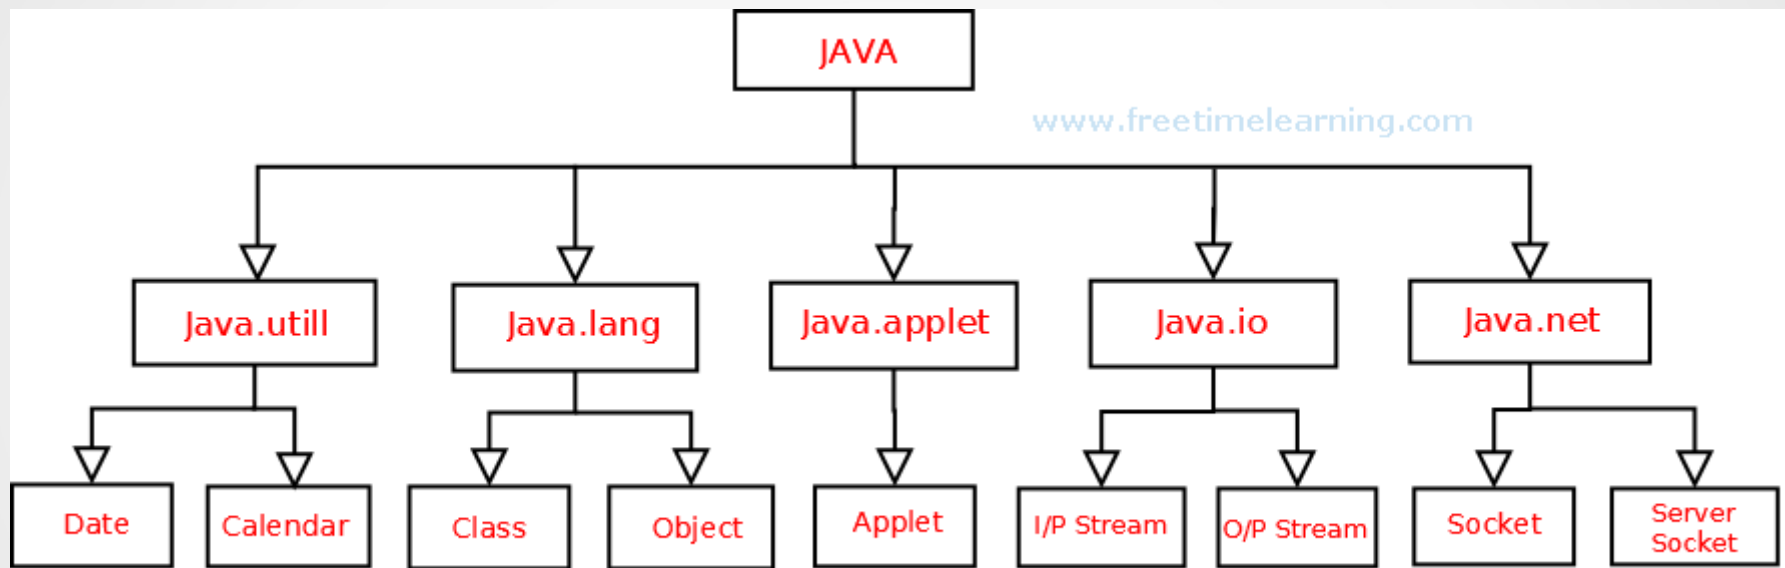 JAVA
www.freetimelearning.com
Java.utill
Java.lang
Java.applet
Java.io
Java.net
Date
Calendar
Class
Object
Applet
I/P Stream
O/P Stream
Socket
Server
Socket